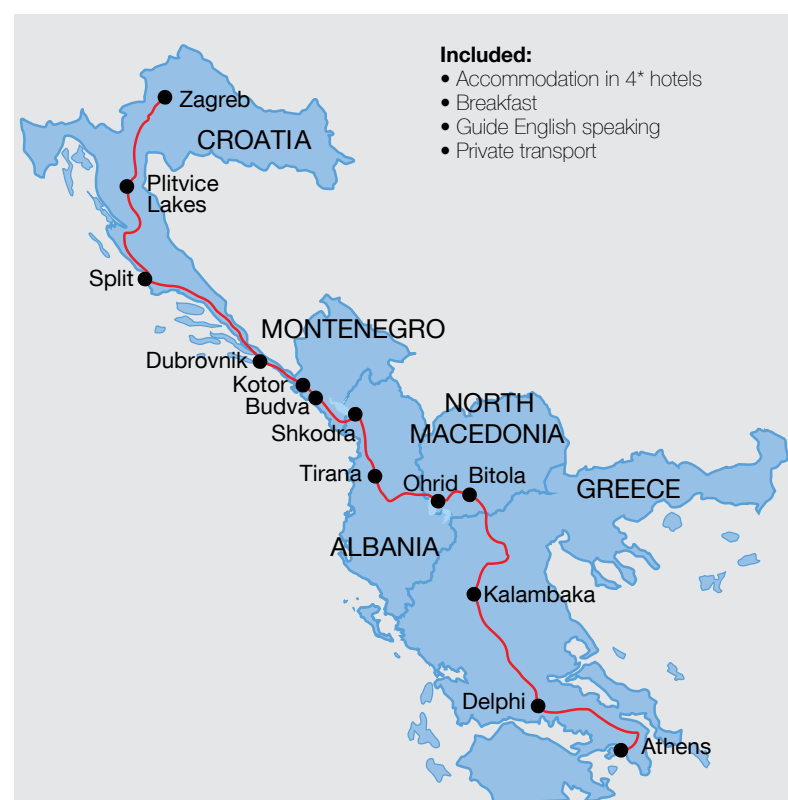 Included:
• Accommodation in 4* hotels
• Breakfast
• Guide English speaking
• Private transport
Zagreb
CROATIA
Plitvice
Lakes
Split
MONTENEGRO
Dubrovnik
Kotor
Budva
Shkodra
NORTH
MACEDONIA
Tirana
Ohrid
Bitola
GREECE
ALBANIA
Kalambaka
Delphi
Athens